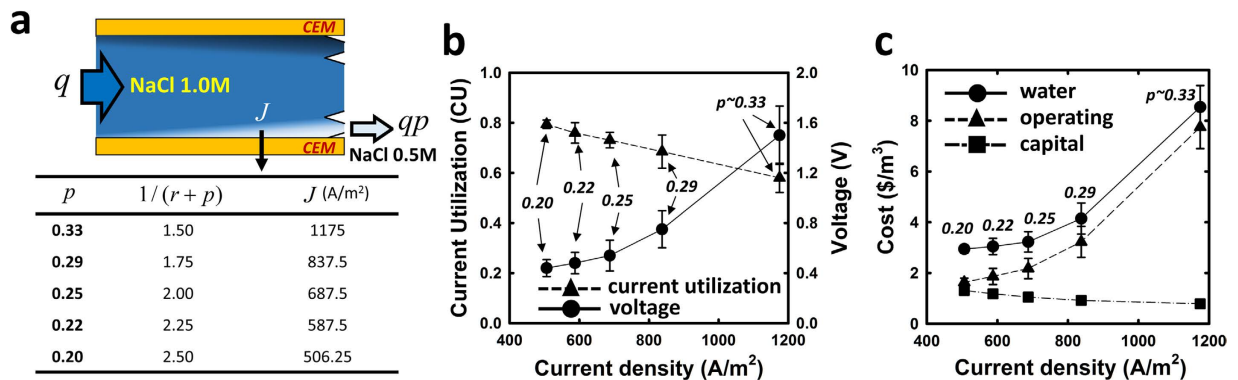 a
CEM
q
NaCl 1.0M
J
qp
CEM
NaCl 0.5M
p 1/(r + p) J (A/m²)
0.33 1.50 1175
0.29 1.75 837.5
0.25 2.00 687.5
0.22 2.25 587.5
0.20 2.50 506.25
b
Current Utilization (CU)
1.0
0.8
0.6
0.4
0.2
0.0
2.0
1.6
1.2
0.8
0.4
0.0
Voltage (V)
p~0.33
0.20
0.22
0.25
0.29
current utilization
voltage
400 600 800 1000 1200
Current density (A/m²)
c
Cost ($/m³)
10
8
6
4
2
0
water
operating
capital
p~0.33
0.29
0.20 0.22 0.25
400 600 800 1000 1200
Current density (A/m²)